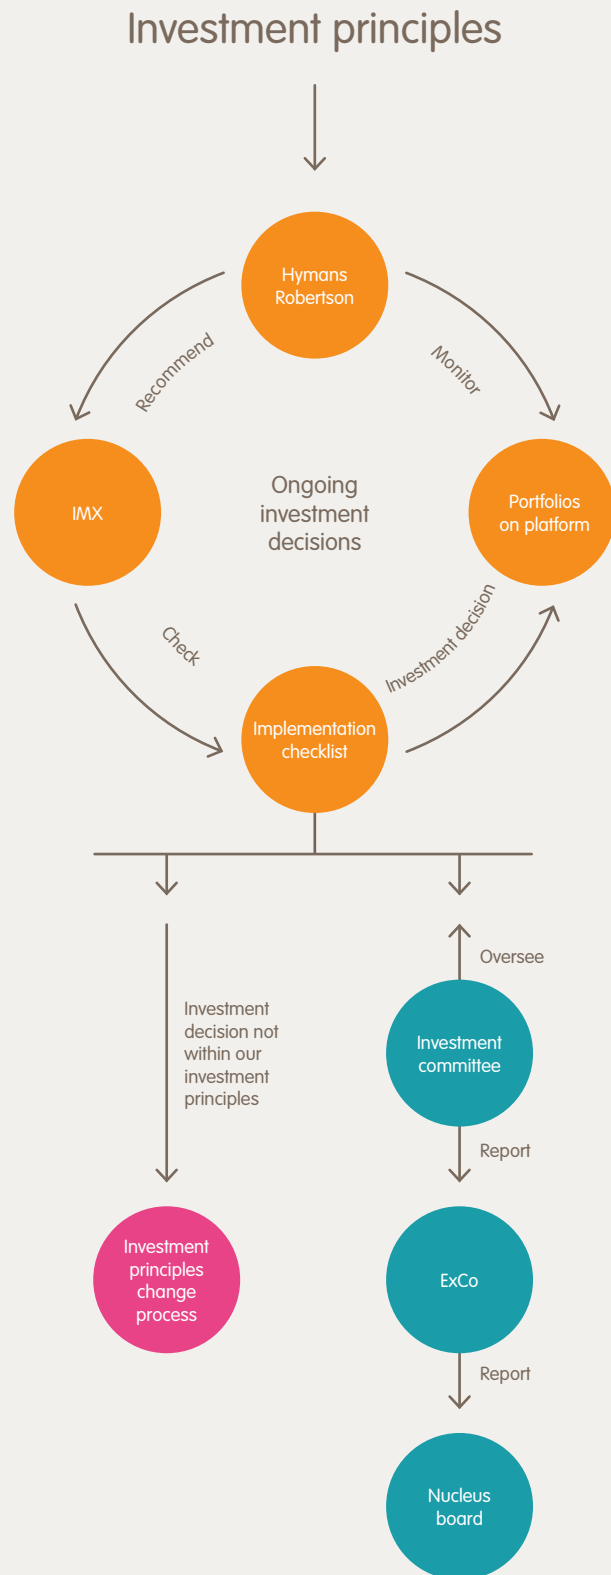 Investment principles
Hymans
Robertson
Recommend
Monitor
IMX
Ongoing
investment
decisions
Portfolios
on platform
Check
Investment decision
Implementation
checklist
Oversee
Investment
decision not
within our
investment
principles
Investment
committee
Report
Investment
principles
change
process
ExCo
Report
Nucleus
board